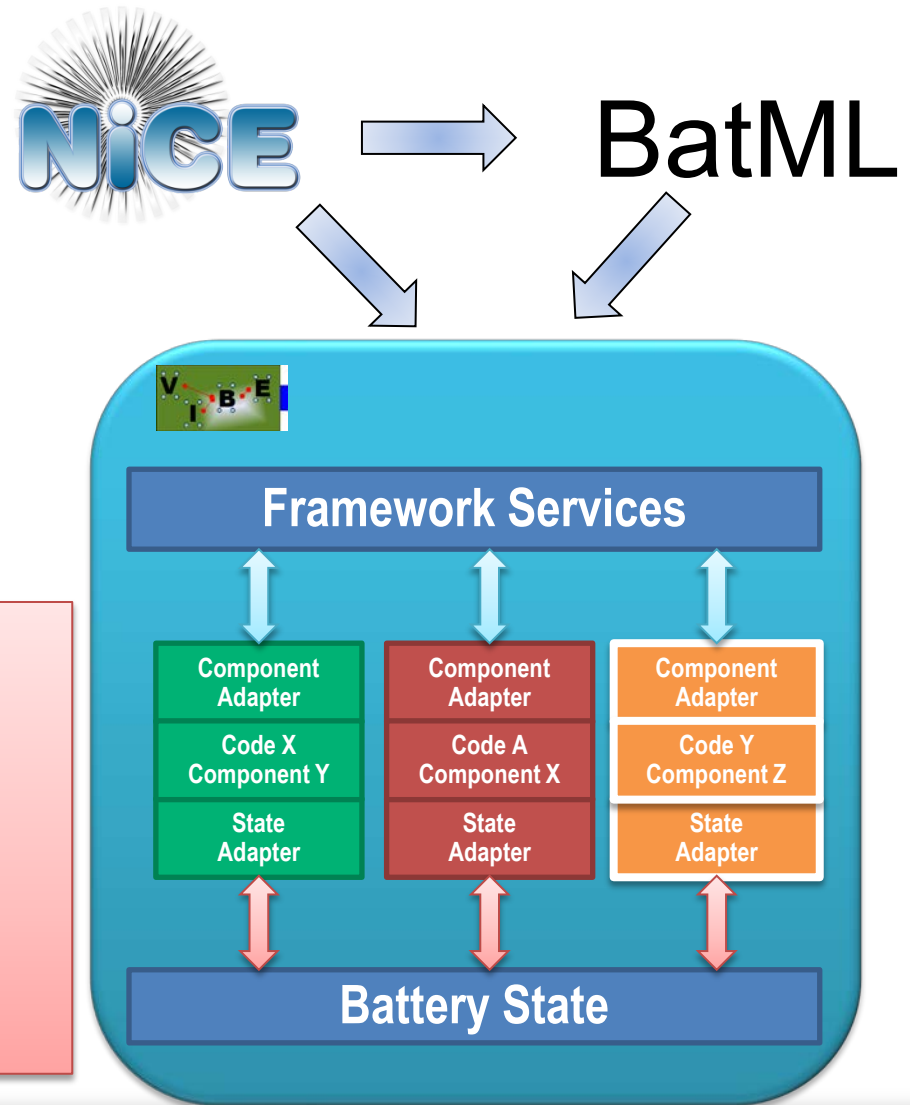 NiCE
BatML
VIBE
Framework Services
Component
Adapter
Code X
Component Y
State
Adapter
Component
Adapter
Code A
Component X
State
Adapter
Component
Adapter
Code Y
Component Z
State
Adapter
Battery State